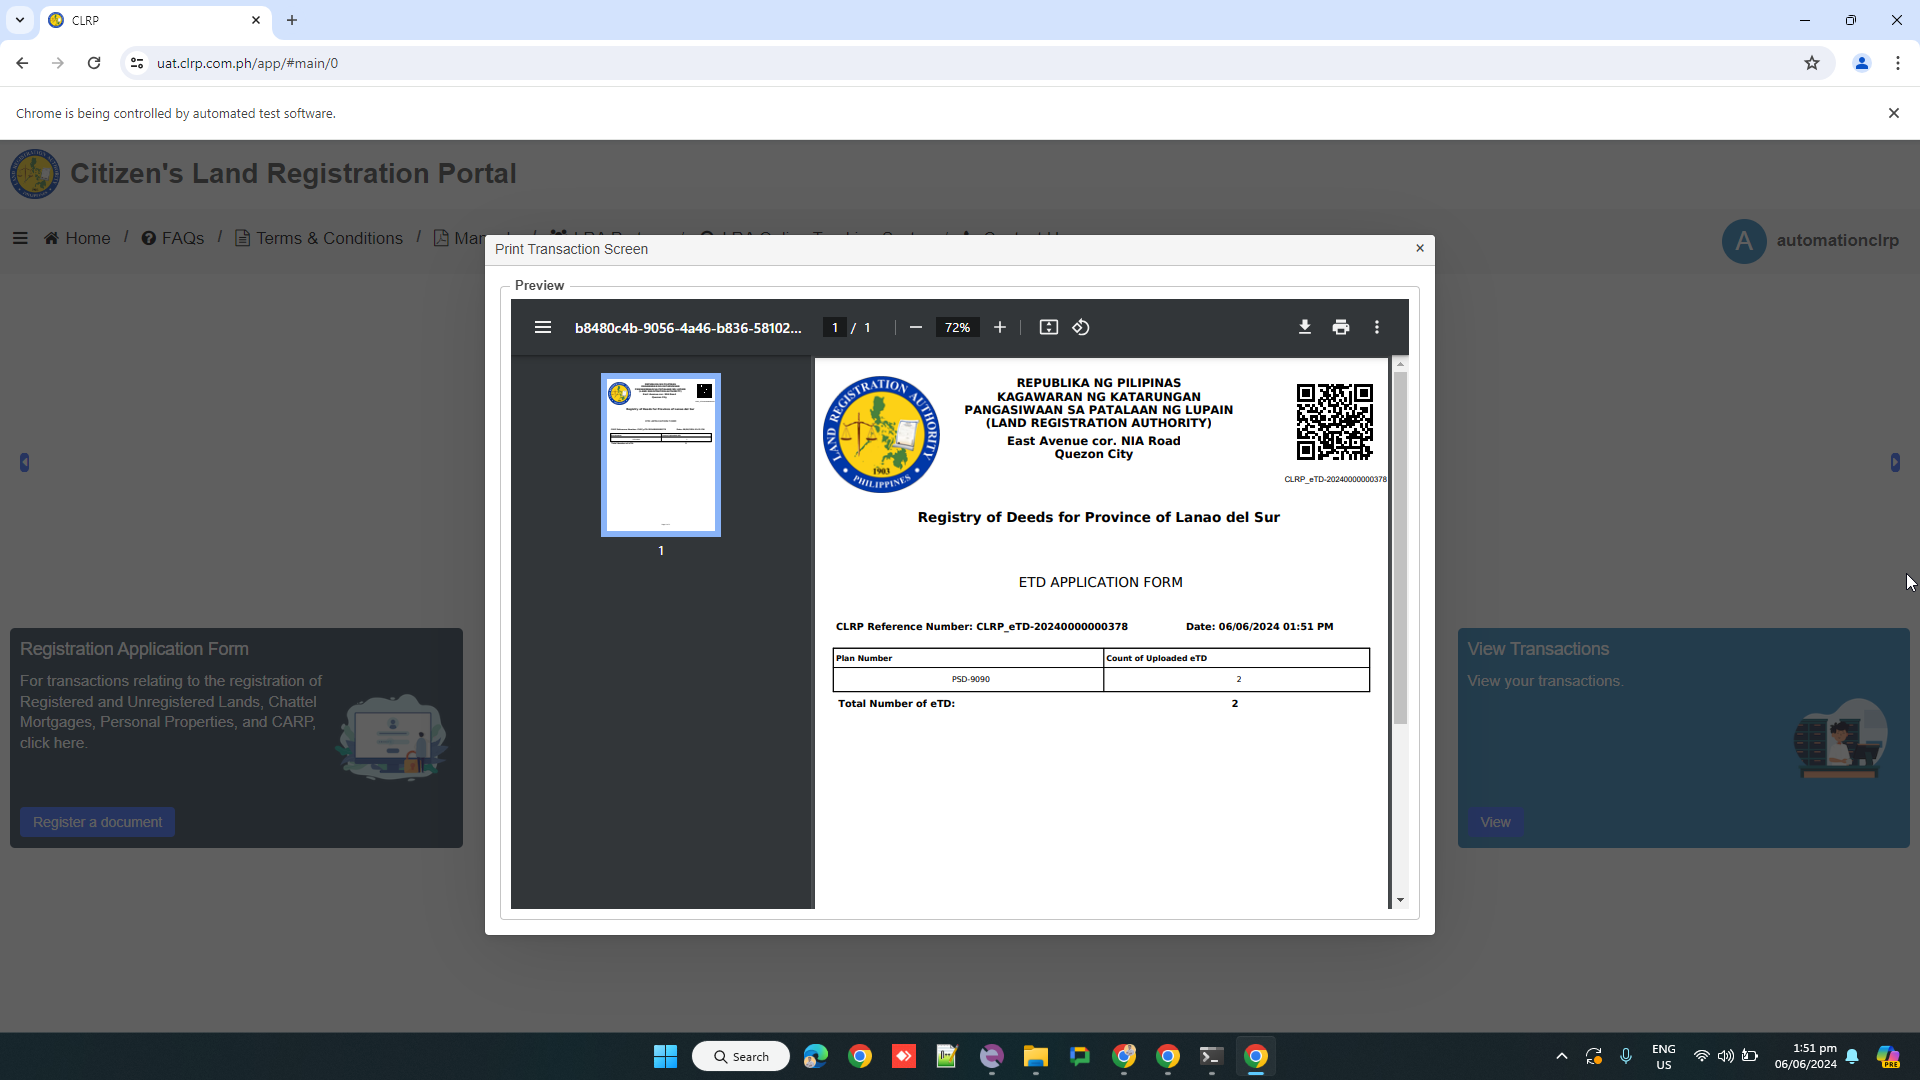 CLRP
uat.clrp.com.ph/app/#main/0
Chrome is being controlled by automated test software.
Citizen's Land Registration Portal
Home / FAQs / Terms & Conditions /
automationclrp
A
Print Transaction Screen
Preview
b8480c4b-9056-4a46-b836-58102...
1 / 1
72%
1
LAND REGISTRATION AUTHORITY
1903
PHILIPPINES
REPUBLIKA NG PILIPINAS
KAGAWARAN NG KATARUNGAN
PANGASIWAAN SA PATALAAN NG LUPAIN
(LAND REGISTRATION AUTHORITY)
East Avenue cor. NIA Road
Quezon City
CLRP_eTD-20240000000378
Registry of Deeds for Province of Lanao del Sur
ETD APPLICATION FORM
CLRP Reference Number: CLRP_eTD-20240000000378 Date: 06/06/2024 01:51 PM
Plan Number Count of Uploaded eTD
PSD-9090 2
Total Number of eTD: 2
Registration Application Form
For transactions relating to the registration of
Registered and Unregistered Lands, Chattel
Mortgages, Personal Properties, and CARP,
click here.
Register a document
View Transactions
View your transactions.
View
Search
ENG
US
1:51 pm
06/06/2024
PRE